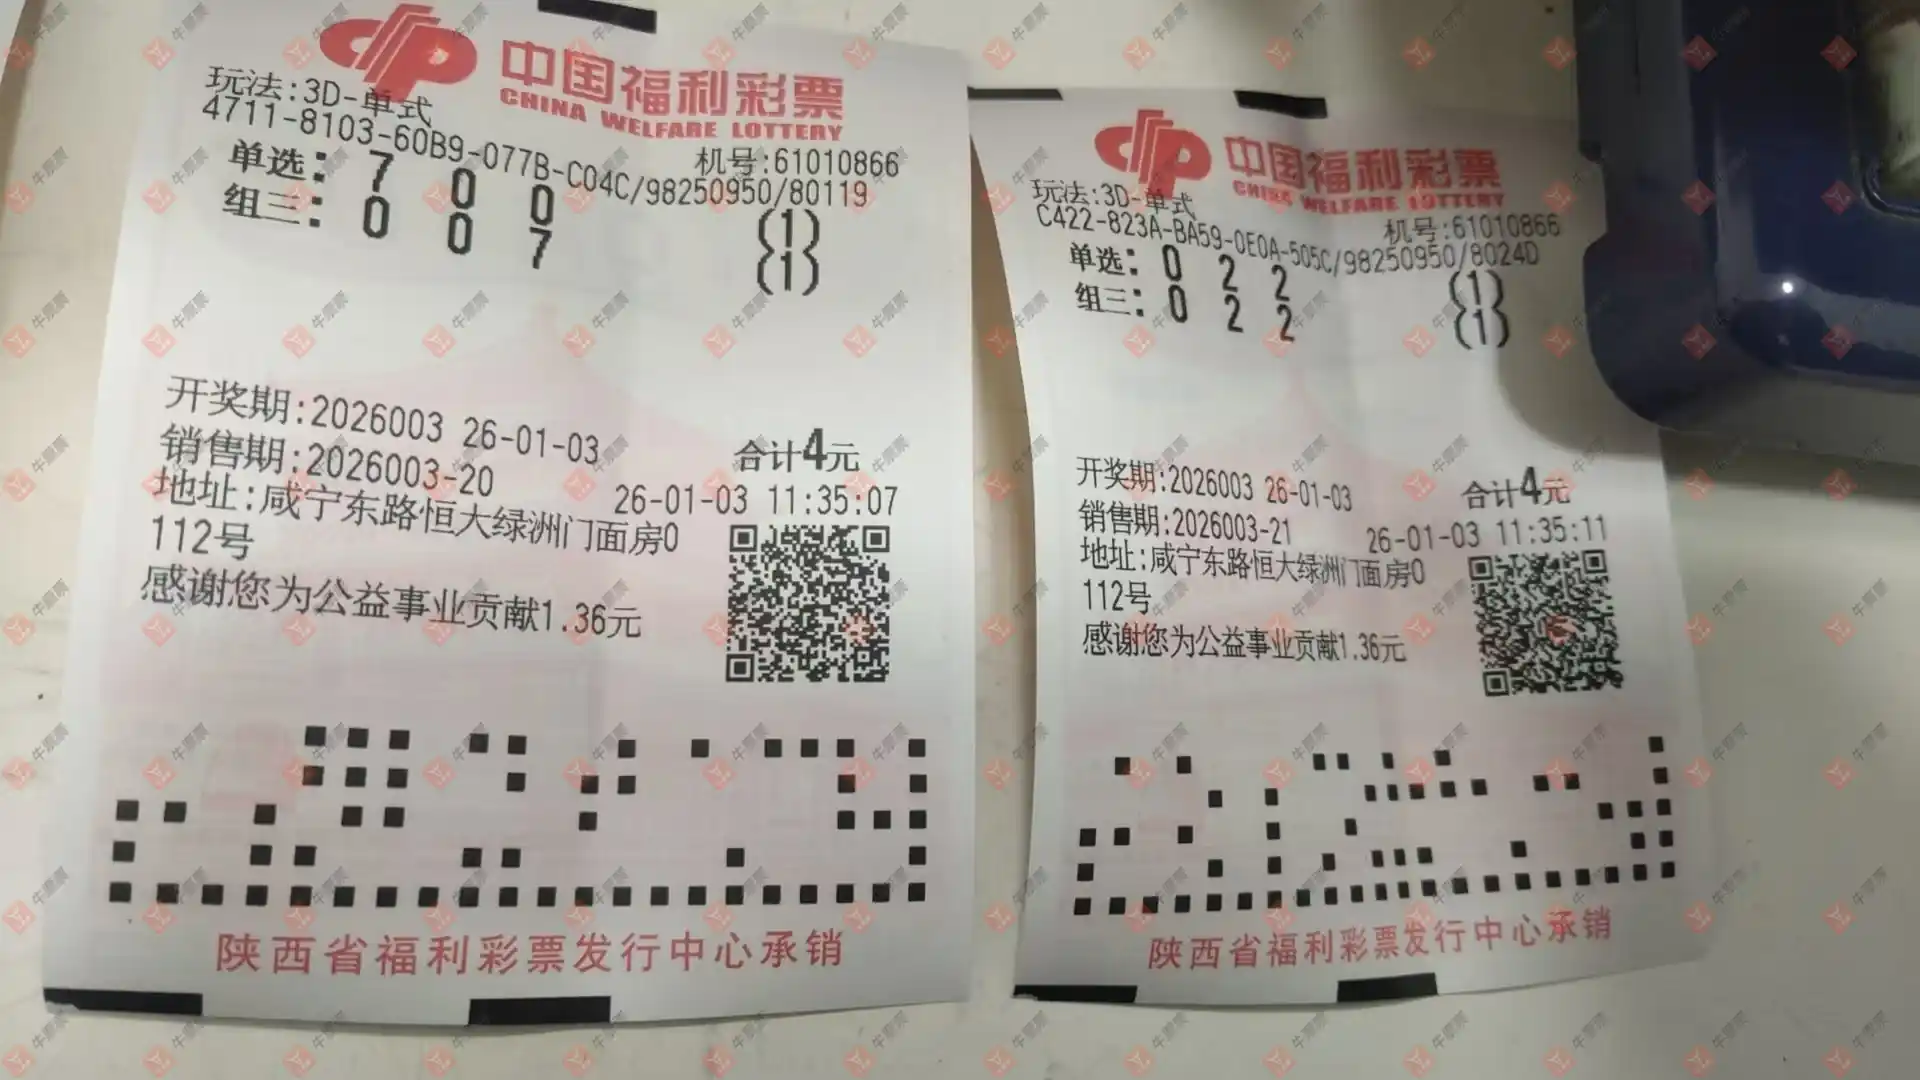 中国福利彩票
CHINA WELFARE LOTTERY
玩法:3D-单式
机号:61010866
4711-8103-60B9-077B-C04C/98250950/80119
单选: 7 0 0 {1}
组三: 0 0 7 {1}
开奖期:2026003 26-01-03
合计4元
销售期:2026003-20
26-01-03 11:35:07
地址:咸宁东路恒大绿洲门面房0
112号
感谢您为公益事业贡献1.36元
陕西省福利彩票发行中心承销
中国福利彩票
CHINA WELFARE LOTTERY
玩法:3D-单式
机号:61010866
C422-823A-BA59-0E0A-505C/98250950/8024D
单选: 0 2 2 {1}
组三: 0 2 2 {1}
开奖期:2026003 26-01-03
合计4元
销售期:2026003-21
26-01-03 11:35:11
地址:咸宁东路恒大绿洲门面房0
112号
感谢您为公益事业贡献1.36元
陕西省福利彩票发行中心承销